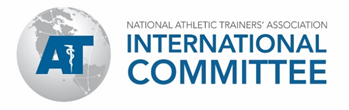 AT
NATIONAL ATHLETIC TRAINERS' ASSOCIATION
INTERNATIONAL
COMMITTEE